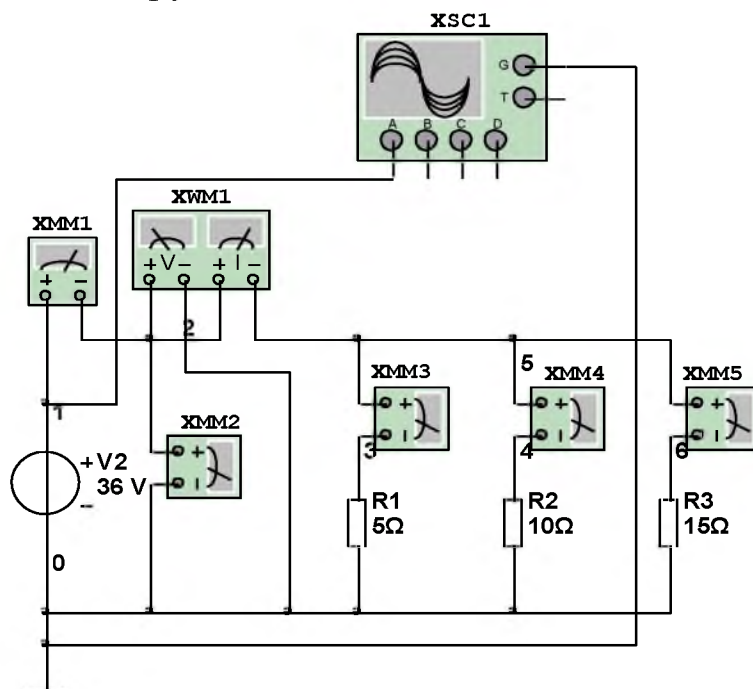 XSC1
G
T
A B C D
XWM1
XMM1
+ V - + I -
+ -
2
5
XMM3
XMM4
XMM5
1
XMM2
3
4
6
+ V2
36 V
-
R1
5Ω
R2
10Ω
R3
15Ω
0